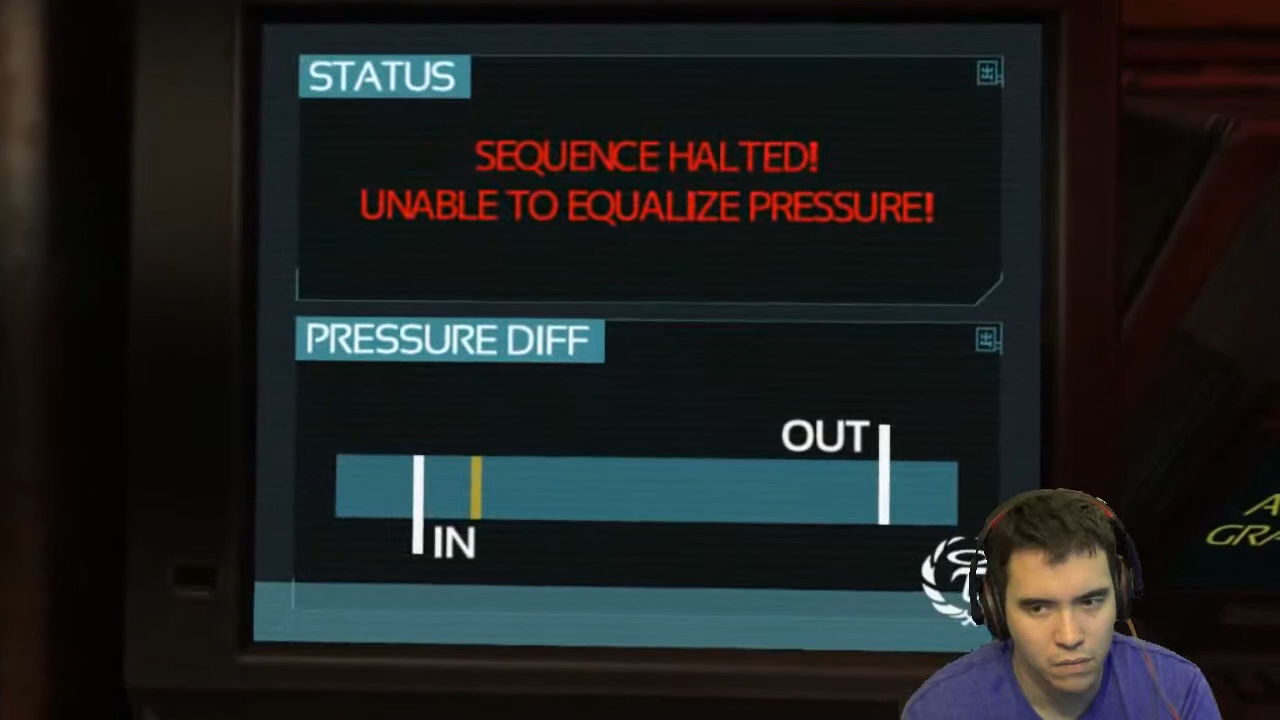 STATUS
SEQUENCE HALTED!
UNABLE TO EQUALIZE PRESSURE!
PRESSURE DIFF
OUT
IN